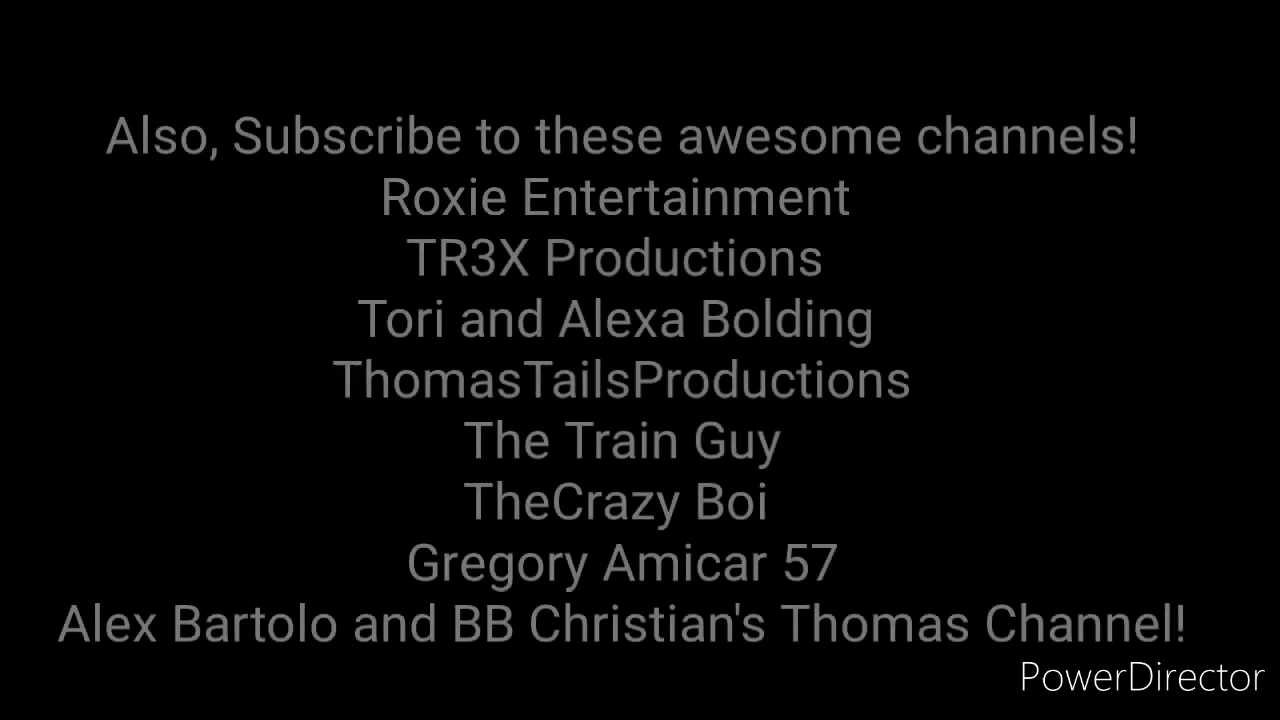 Also, Subscribe to these awesome channels!
Roxie Entertainment
TR3X Productions
Tori and Alexa Bolding
ThomasTailsProductions
The Train Guy
TheCrazy Boi
Gregory Amicar 57
Alex Bartolo and BB Christian's Thomas Channel!
PowerDirector